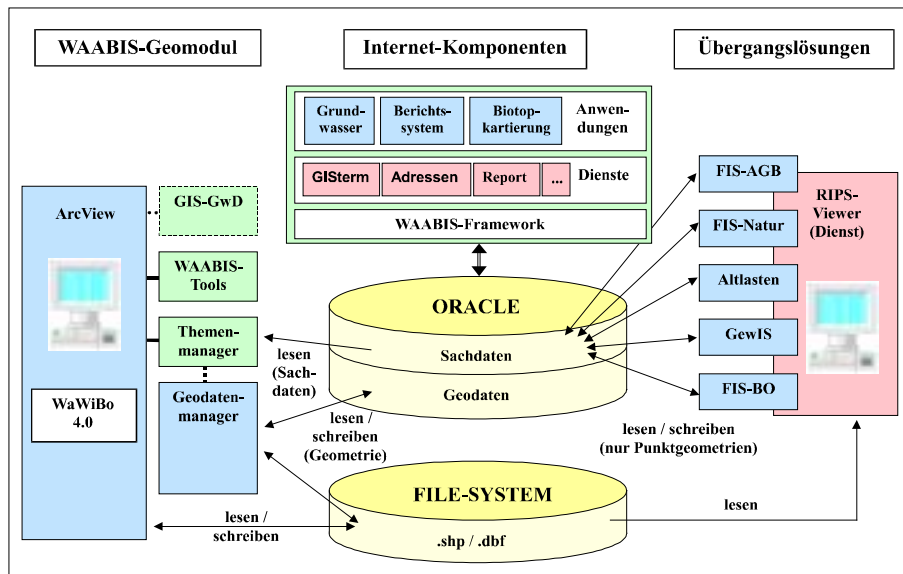 WAABIS-Geomodul
Internet-Komponenten
Übergangslösungen
Grund-
wasser
Berichts-
system
Biotop-
kartierung
Anwen-
dungen
GISterm
Adressen
Report
...
Dienste
WAABIS-Framework
ArcView
WaWiBo
4.0
GIS-GwD
WAABIS-
Tools
Themen-
manager
Geodaten-
manager
lesen
(Sach-
daten)
lesen /
schreiben
(Geometrie)
lesen /
schreiben
ORACLE
Sachdaten
Geodaten
FILE-SYSTEM
.shp / .dbf
FIS-AGB
FIS-Natur
Altlasten
GewIS
FIS-BO
RIPS-
Viewer
(Dienst)
lesen / schreiben
(nur Punktgeometrien)
lesen